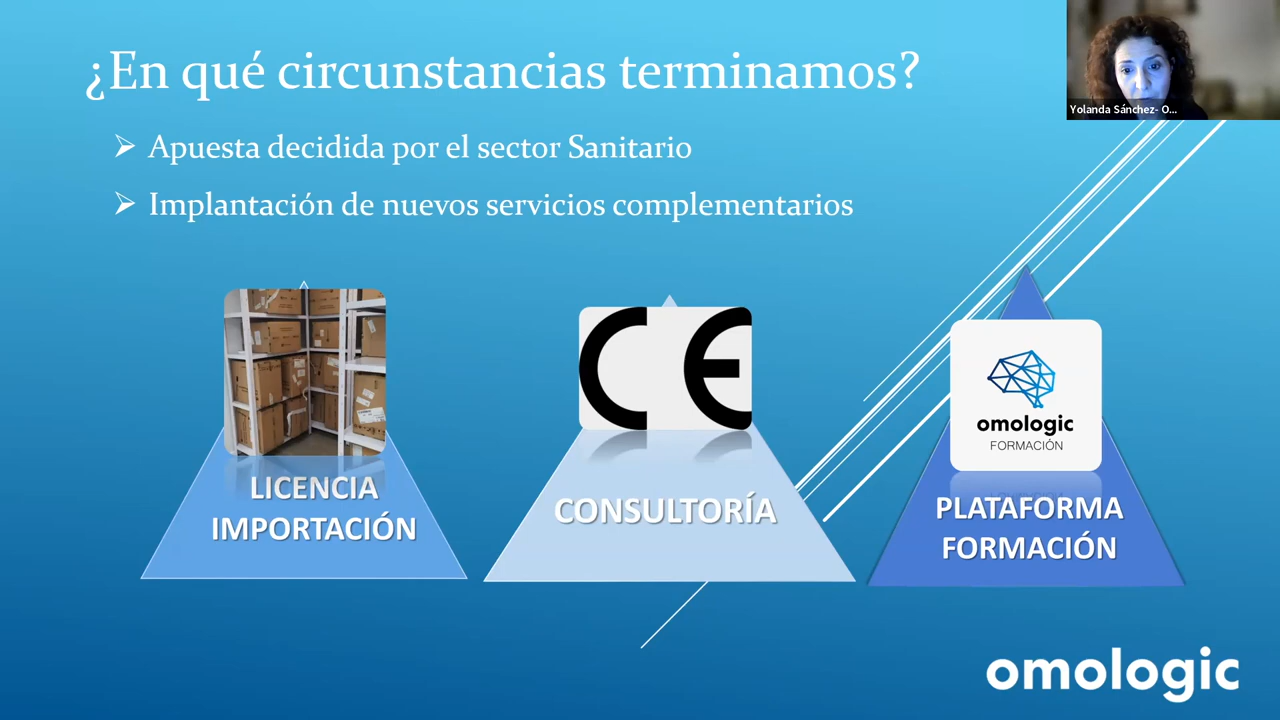 ¿En qué circunstancias terminamos?
Yolanda Sánchez- O...
Apuesta decidida por el sector Sanitario
Implantación de nuevos servicios complementarios
LICENCIA
IMPORTACIÓN
CE
CONSULTORÍA
omologic
FORMACIÓN
PLATAFORMA
FORMACIÓN
omologic